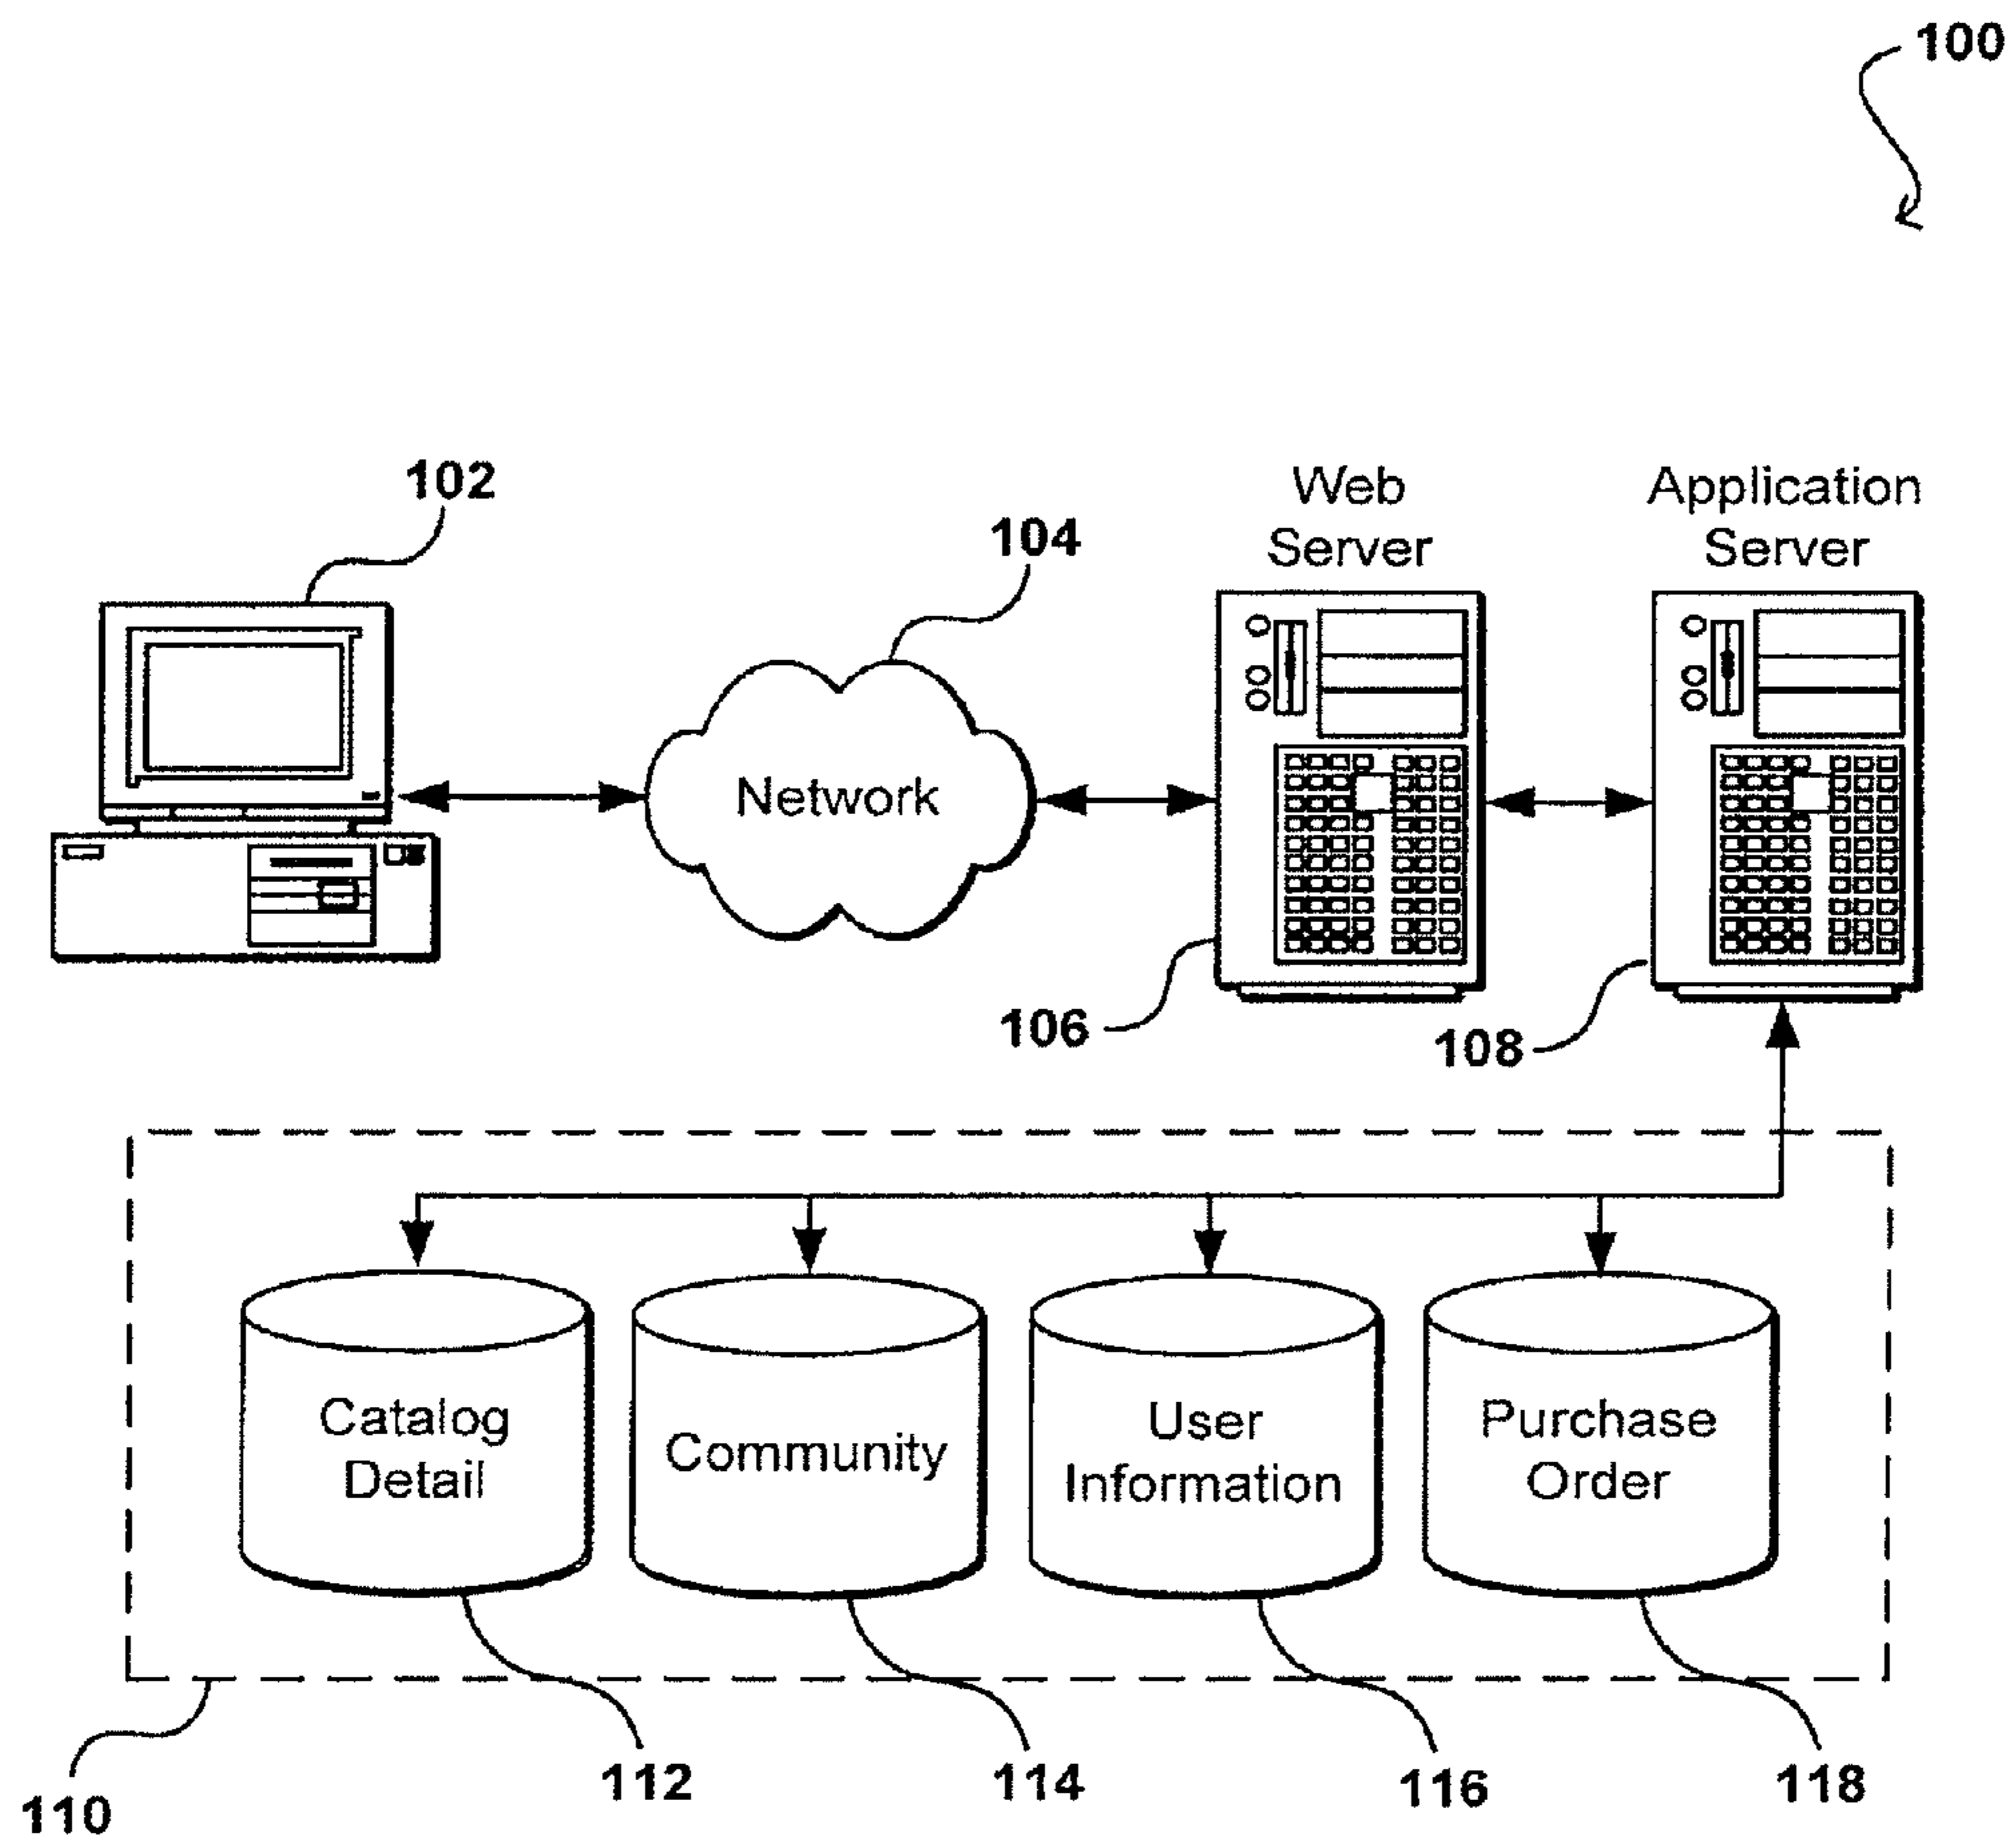 100
102
104
Web
Server
Application
Server
Network
106
108
Catalog
Detail
Community
User
Information
Purchase
Order
110
112
114
116
118